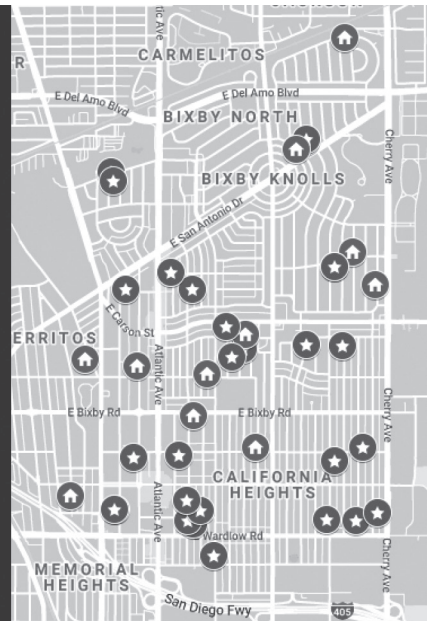 tic Ave
CARMELITOS
R
E Del Amo Blvd
E Del Amo Blvd
BIXBY NORTH
Cherry Ave
BIXBY KNOLLS
E San Antonio Dr
E Carson St
ERRITOS
Atlantic Ave
Cherry Ave
E Bixby Rd
E Bixby Rd
CALIFORNIA
HEIGHTS
Atlantic Ave
Wardlow Rd
Cherry Ave
MEMORIAL
HEIGHTS
San Diego Fwy
405